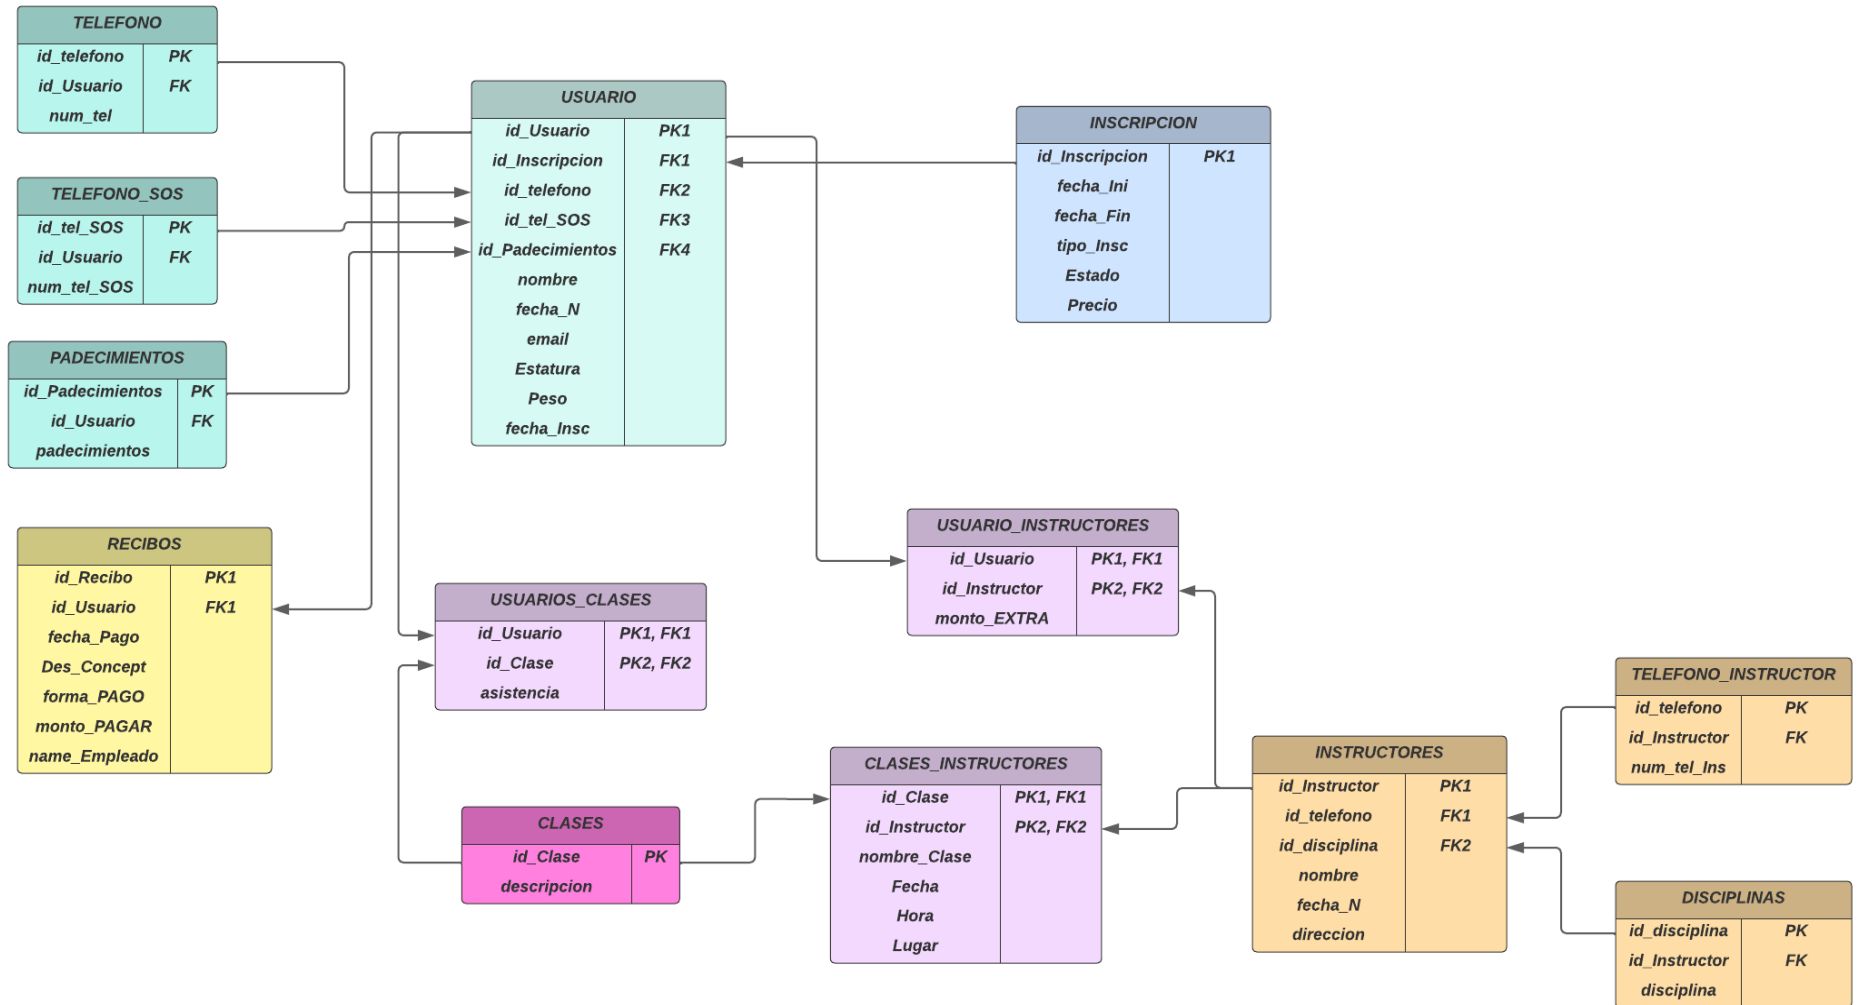 TELEFONO
id_telefono PK
id_Usuario FK
num_tel
TELEFONO_SOS
id_tel_SOS PK
id_Usuario FK
num_tel_SOS
PADECIMIENTOS
id_Padecimientos PK
id_Usuario FK
padecimientos
USUARIO
id_Usuario PK1
id_Inscripcion FK1
id_telefono FK2
id_tel_SOS FK3
id_Padecimientos FK4
nombre
fecha_N
email
Estatura
Peso
fecha_Insc
INSCRIPCION
id_Inscripcion PK1
fecha_Ini
fecha_Fin
tipo_Insc
Estado
Precio
RECIBOS
id_Recibo PK1
id_Usuario FK1
fecha_Pago
Des_Concept
forma_PAGO
monto_PAGAR
name_Empleado
USUARIOS_CLASES
id_Usuario PK1, FK1
id_Clase PK2, FK2
asistencia
USUARIO_INSTRUCTORES
id_Usuario PK1, FK1
id_Instructor PK2, FK2
monto_EXTRA
CLASES
id_Clase PK
descripcion
CLASES_INSTRUCTORES
id_Clase PK1, FK1
id_Instructor PK2, FK2
nombre_Clase
Fecha
Hora
Lugar
INSTRUCTORES
id_Instructor PK1
id_telefono FK1
id_disciplina FK2
nombre
fecha_N
direccion
TELEFONO_INSTRUCTOR
id_telefono PK
id_Instructor FK
num_tel_Ins
DISCIPLINAS
id_disciplina PK
id_Instructor FK
disciplina